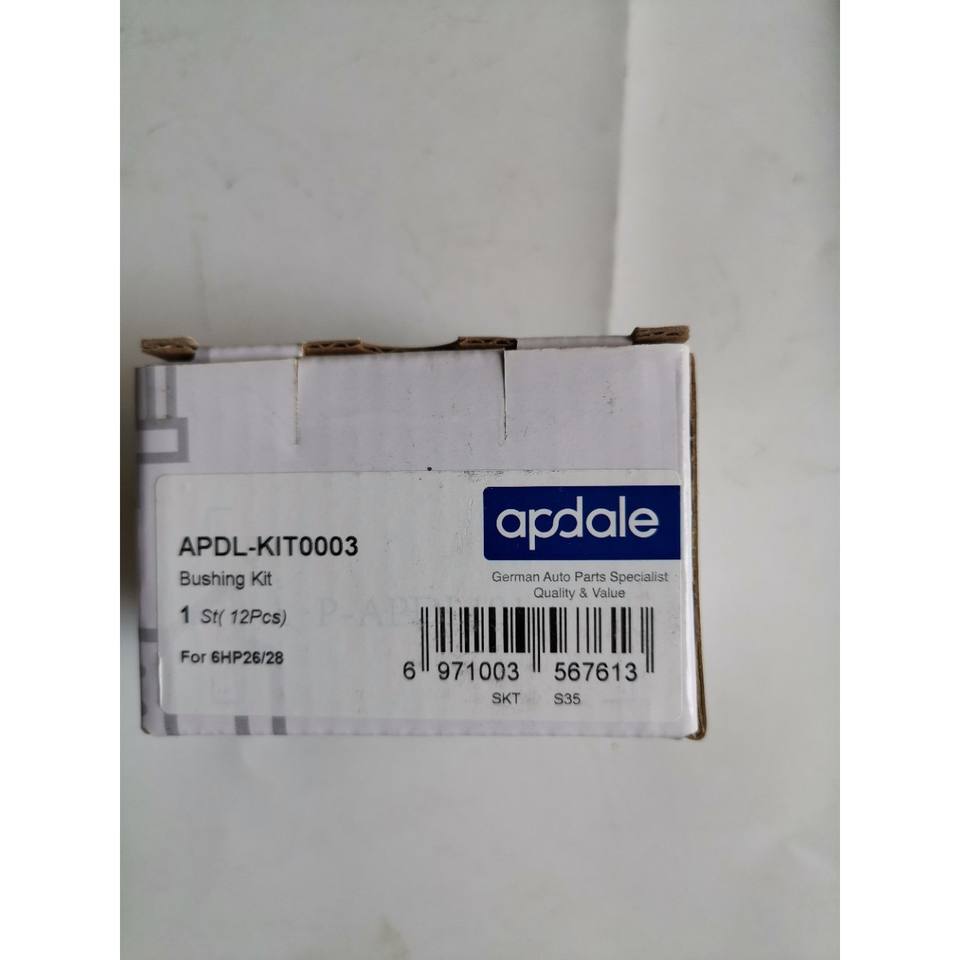 apdale
APDL-KIT0003
Bushing Kit
German Auto Parts Specialist
Quality & Value
1 St( 12Pcs)
For 6HP26/28
6 971003 567613
SKT S35